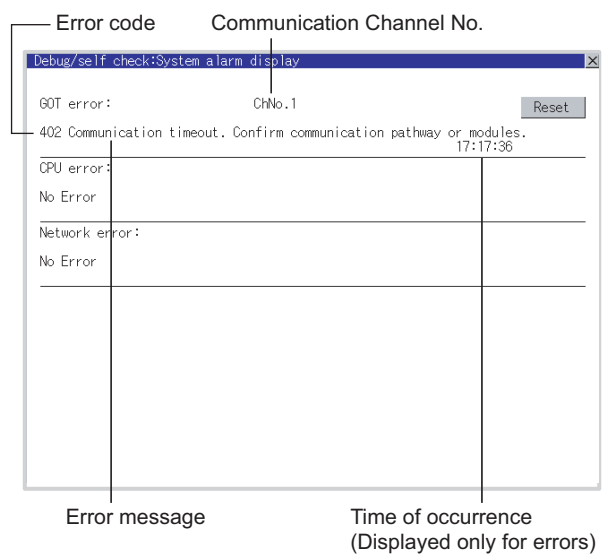 Error code
Communication Channel No.
Debug/self check:System alarm display
GOT error:
ChNo.1
Reset
402 Communication timeout. Confirm communication pathway or modules.
17:17:36
CPU error:
No Error
Network error:
No Error
Error message
Time of occurrence
(Displayed only for errors)